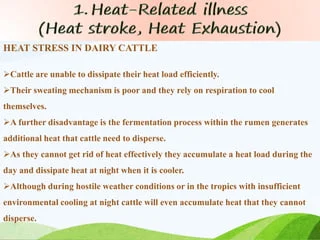 1. Heat-Related illness
(Heat stroke, Heat Exhaustion)
HEAT STRESS IN DAIRY CATTLE
➢Cattle are unable to dissipate their heat load efficiently.
➢Their sweating mechanism is poor and they rely on respiration to cool
themselves.
➢A further disadvantage is the fermentation process within the rumen generates
additional heat that cattle need to disperse.
➢As they cannot get rid of heat effectively they accumulate a heat load during the
day and dissipate heat at night when it is cooler.
➢Although during hostile weather conditions or in the tropics with insufficient
environmental cooling at night cattle will even accumulate heat that they cannot
disperse.